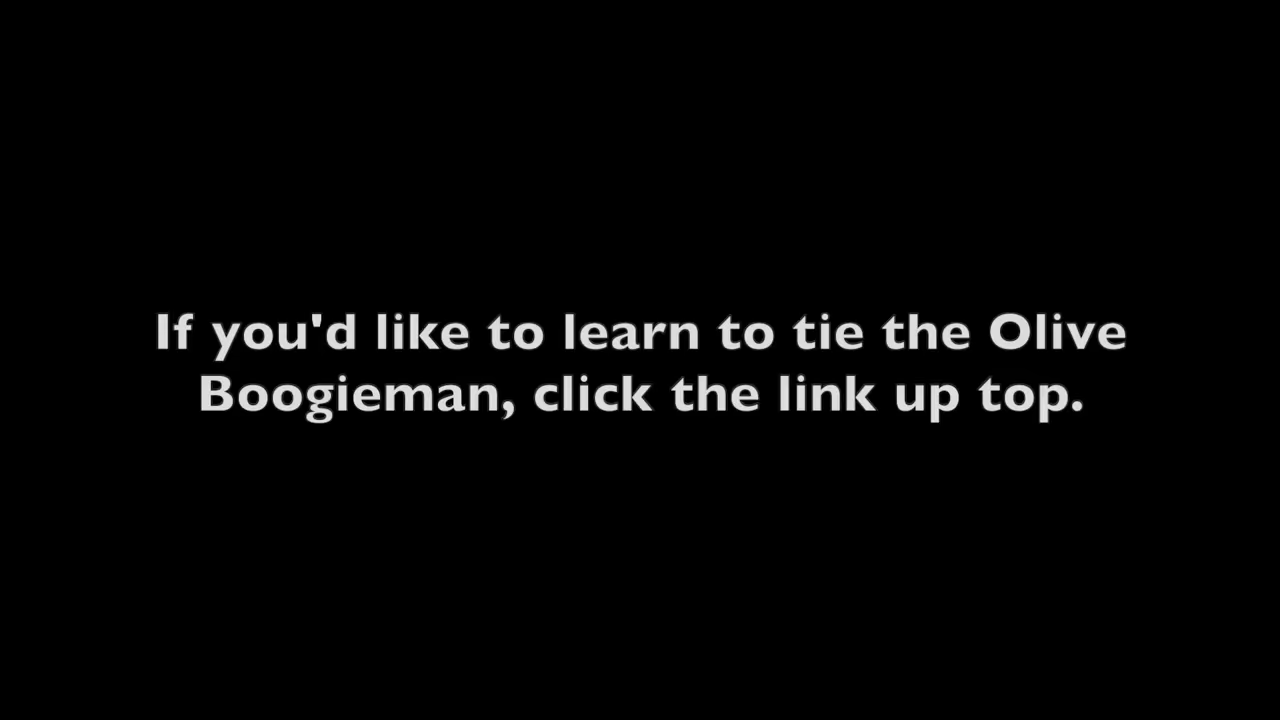 If you'd like to learn to tie the Olive
Boogieman, click the link up top.